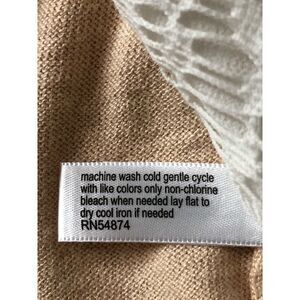 machine wash cold gentle cycle
with like colors only non-chlorine
bleach when needed lay flat to
dry cool iron if needed
RN54874